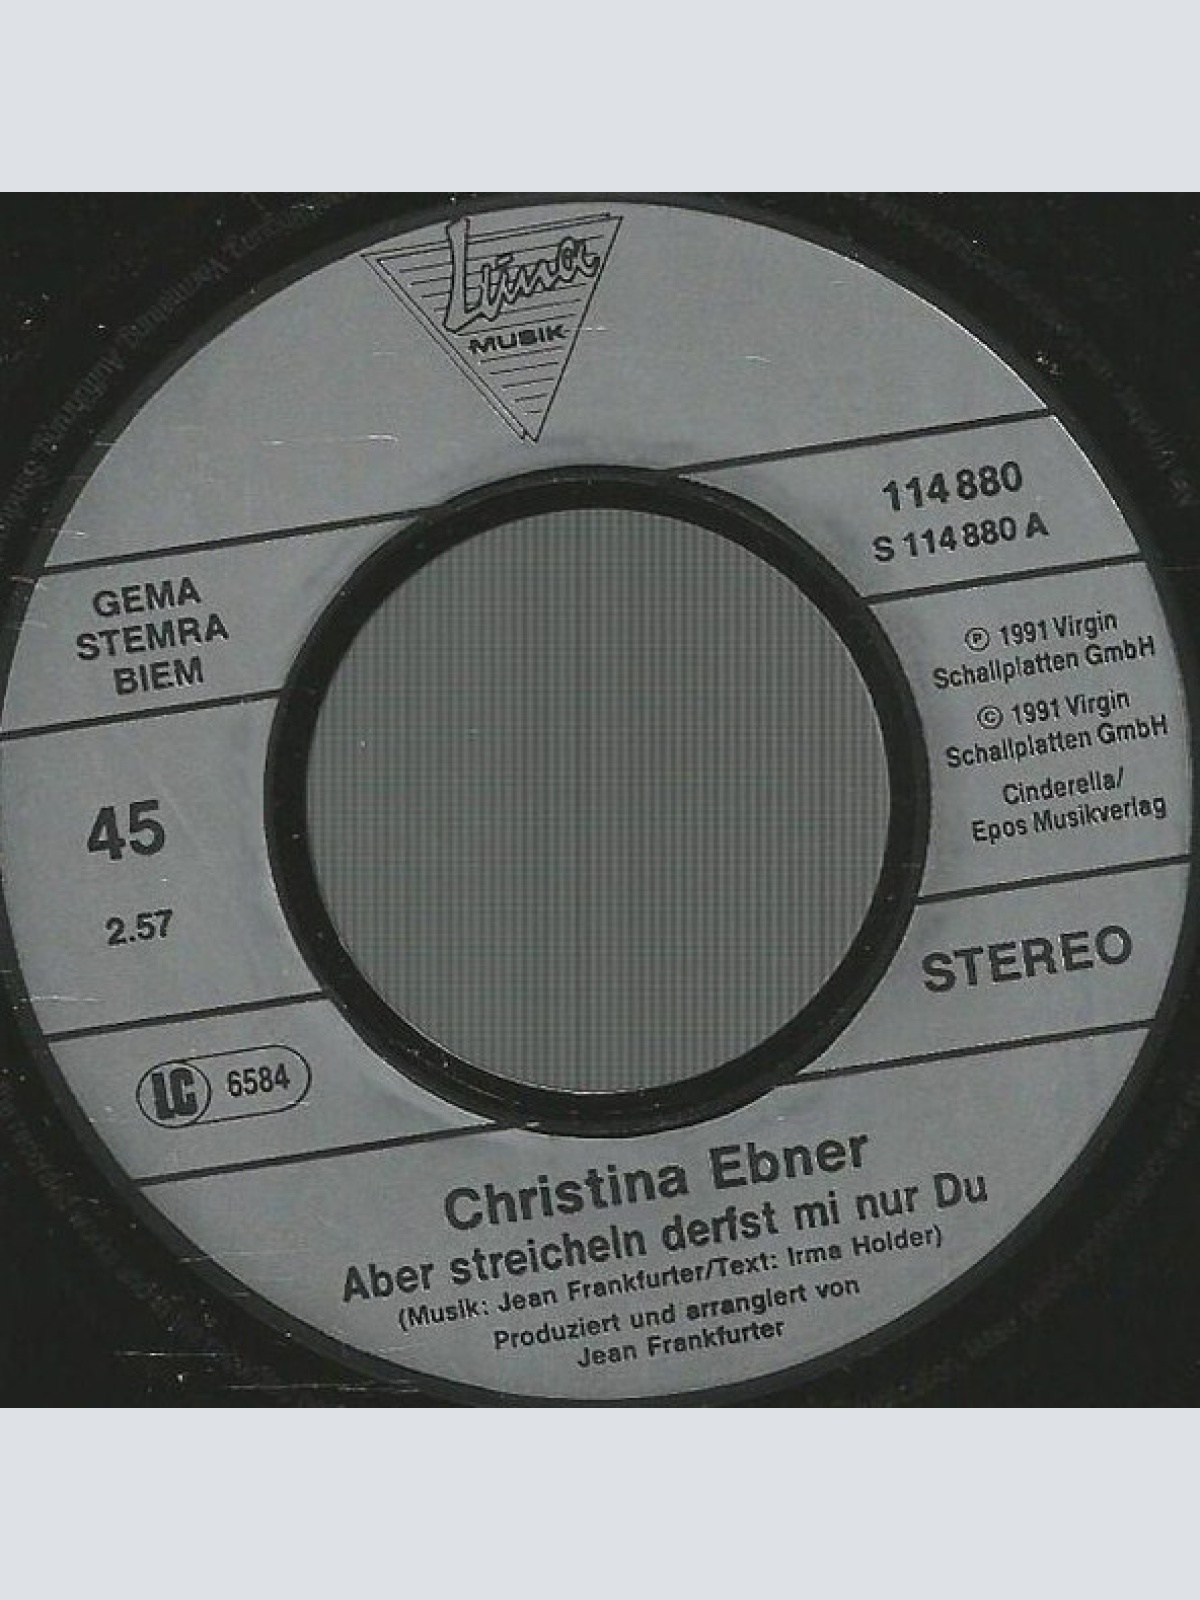 Luna
MUSIK
114 880
S 114 880 A
GEMA
STEMRA
BIEM
℗ 1991 Virgin
Schallplatten GmbH
© 1991 Virgin
Schallplatten GmbH
Cinderella/
Epos Musikverlag
45
2.57
STEREO
LC 6584
Christina Ebner
Aber streicheln derfst mi nur Du
(Musik: Jean Frankfurter/Text: Irma Holder)
Produziert und arrangiert von
Jean Frankfurter